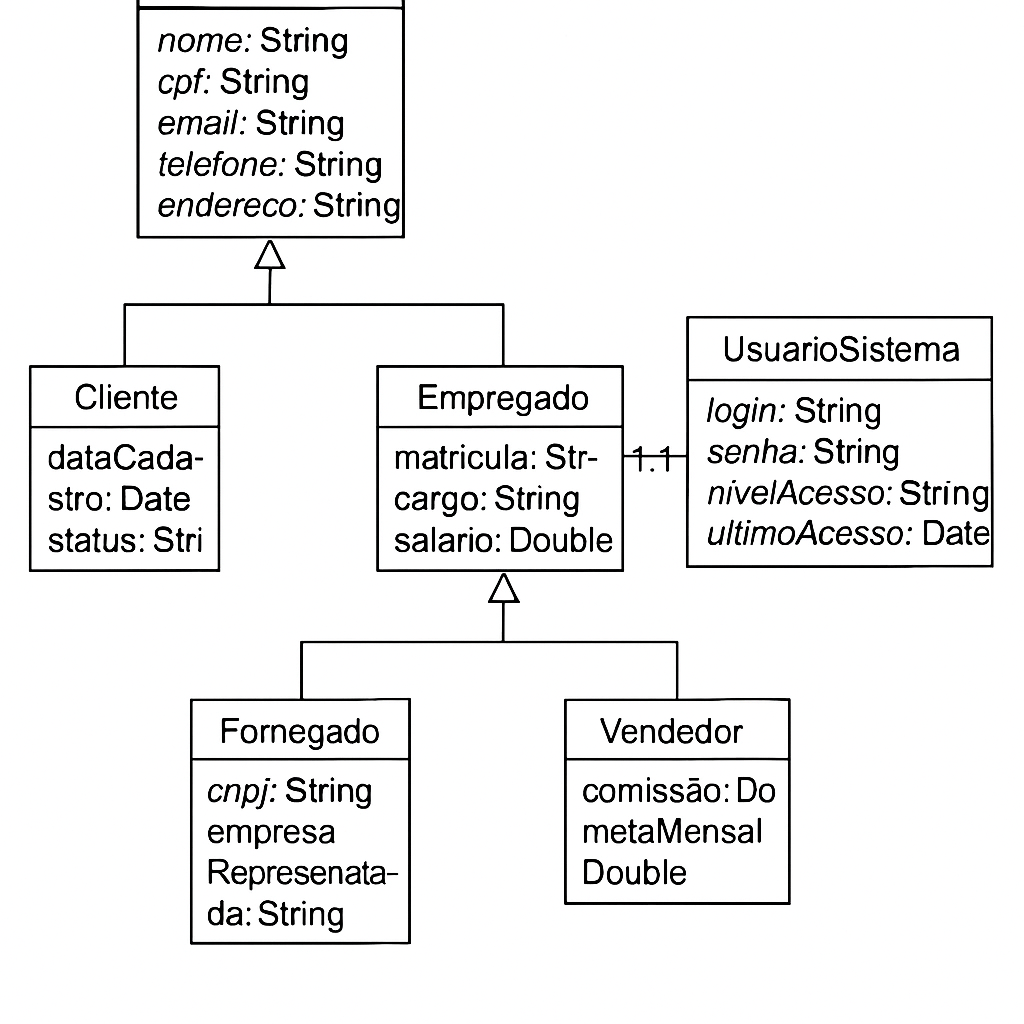 nome: String
cpf: String
email: String
telefone: String
endereco: String
Cliente
dataCada-
stro: Date
status: Stri
Empregado
matricula: Str-
cargo: String
salario: Double
1.1
UsuarioSistema
login: String
senha: String
nivelAcesso: String
ultimoAcesso: Date
Fornegado
cnpj: String
empresa
Represenata-
da: String
Vendedor
comissāo: Do
metaMensal
Double